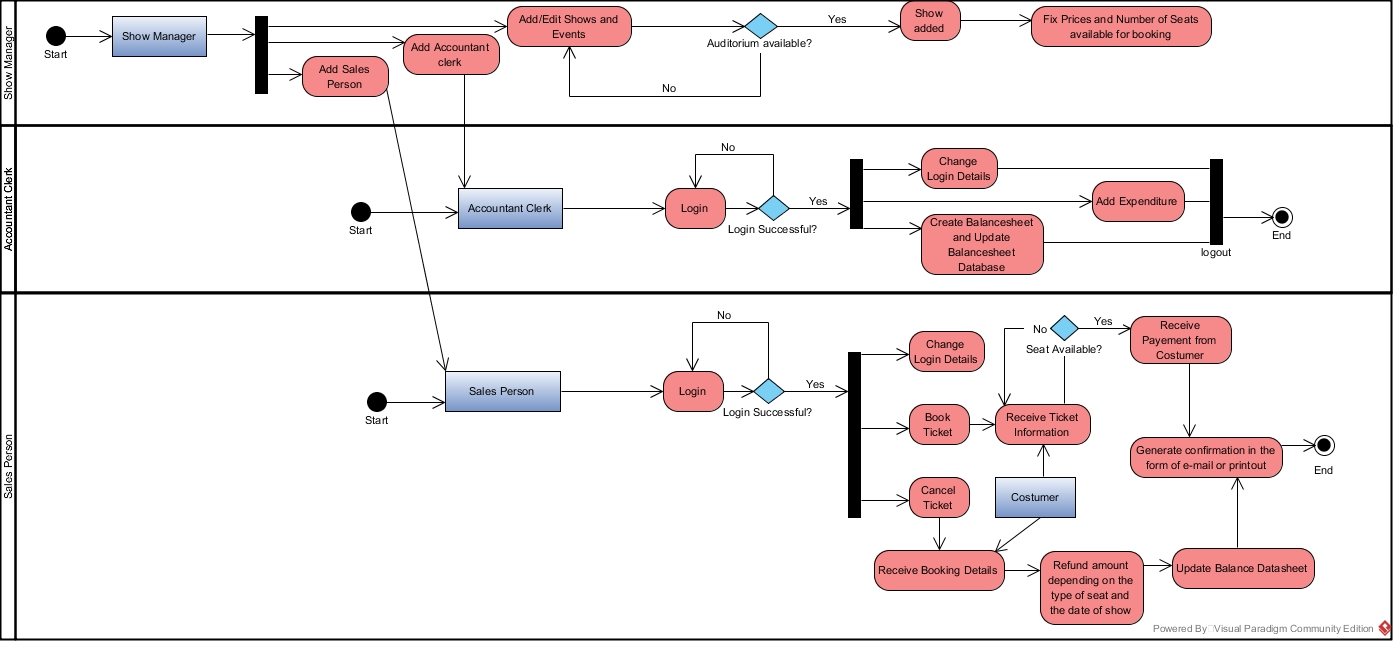 Show Manager
Start
Show Manager
Add/Edit Shows and
Events
Add Accountant
clerk
Add Sales
Person
Auditorium available?
Yes
No
Show
added
Fix Prices and Number of Seats
available for booking
Accountant Clerk
Start
Accountant Clerk
Login
No
Login Successful?
Yes
Change
Login Details
Add Expenditure
Create Balancesheet
and Update
Balancesheet
Database
logout
End
Sales Person
Start
Sales Person
Login
No
Login Successful?
Yes
Change
Login Details
Book
Ticket
Cancel
Ticket
Receive Ticket
Information
No
Seat Available?
Yes
Receive
Payement from
Costumer
Costumer
Generate confirmation in the
form of e-mail or printout
End
Receive Booking Details
Refund amount
depending on the
type of seat and
the date of show
Update Balance Datasheet
Powered By Visual Paradigm Community Edition